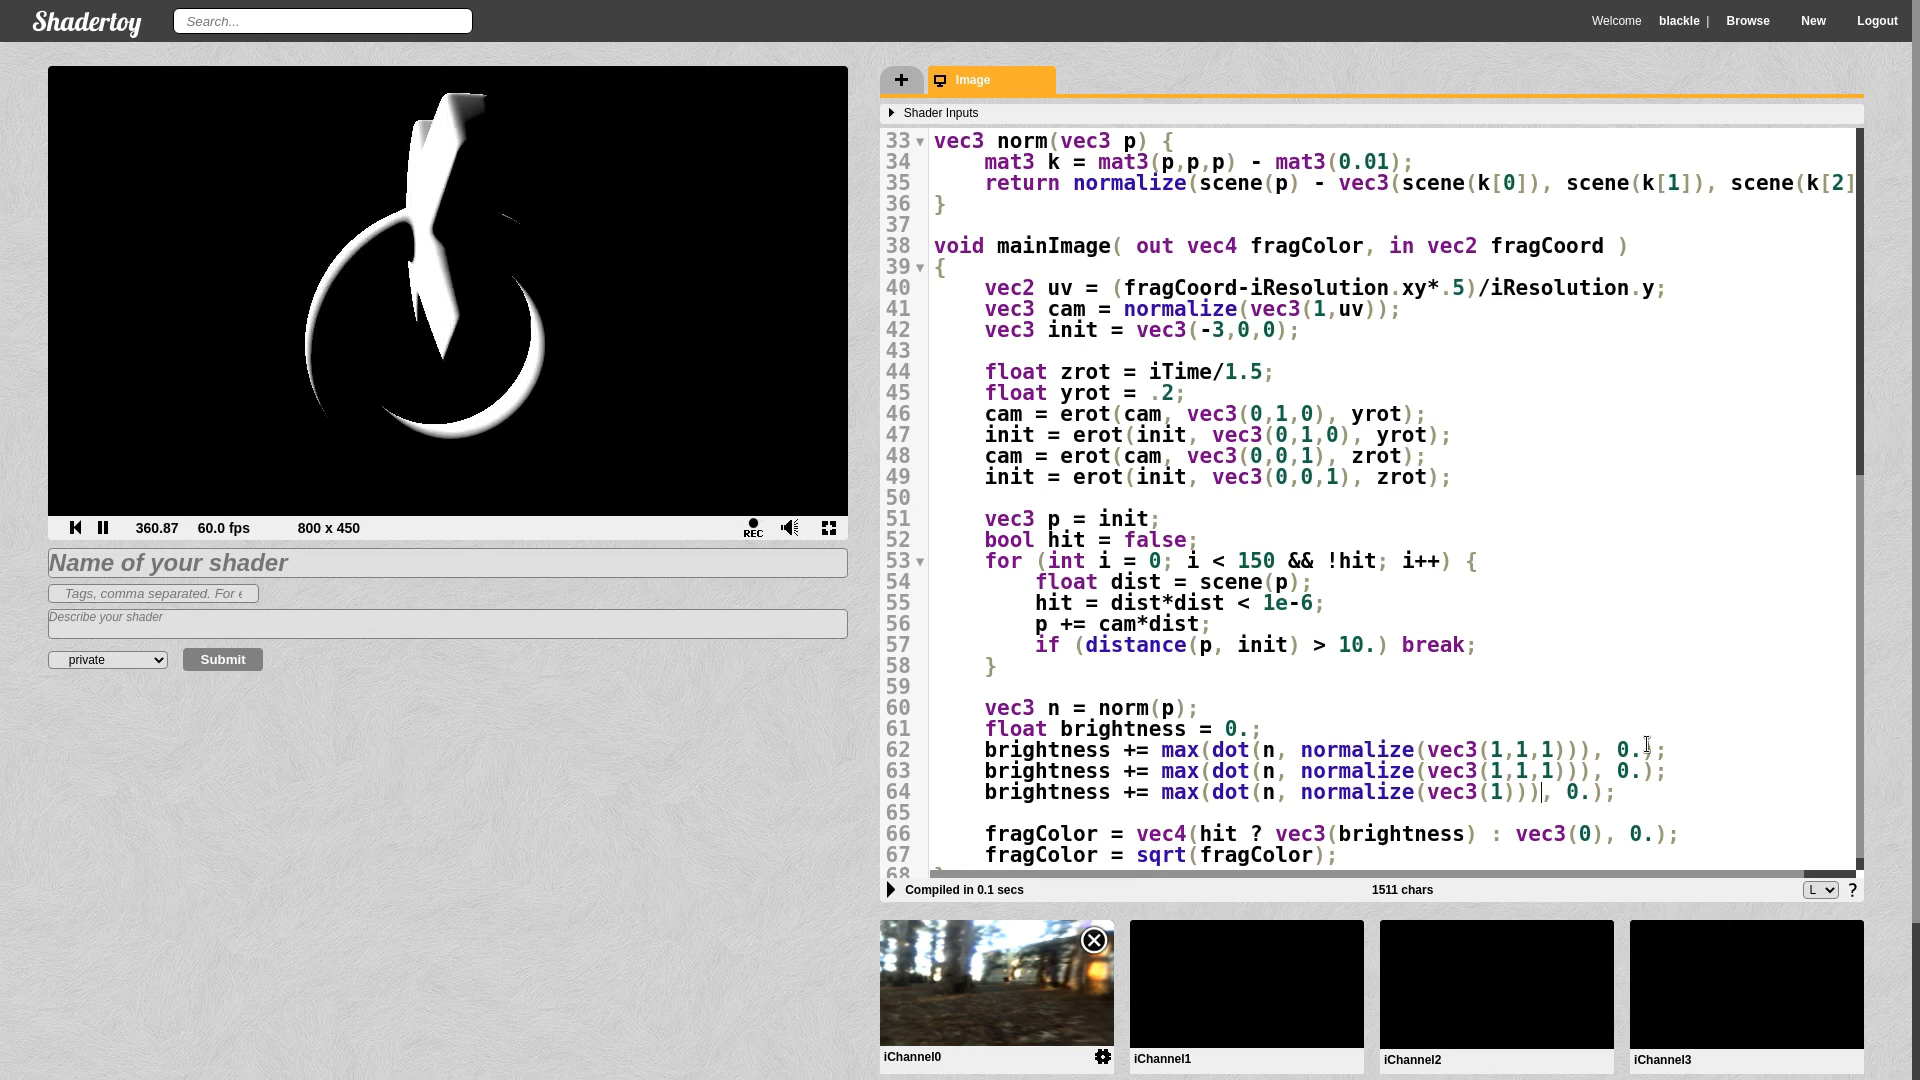 Shadertoy
Search...
Welcome blackle | Browse New Logout
360.87 60.0 fps 800 x 450
REC
Name of your shader
Tags, comma separated. For e
Describe your shader
private Submit
+ Image
Shader Inputs
33 vec3 norm(vec3 p) {
34 mat3 k = mat3(p,p,p) - mat3(0.01);
35 return normalize(scene(p) - vec3(scene(k[0]), scene(k[1]), scene(k[2]
36 }
37
38 void mainImage( out vec4 fragColor, in vec2 fragCoord )
39 {
40 vec2 uv = (fragCoord-iResolution.xy*.5)/iResolution.y;
41 vec3 cam = normalize(vec3(1,uv));
42 vec3 init = vec3(-3,0,0);
43
44 float zrot = iTime/1.5;
45 float yrot = .2;
46 cam = erot(cam, vec3(0,1,0), yrot);
47 init = erot(init, vec3(0,1,0), yrot);
48 cam = erot(cam, vec3(0,0,1), zrot);
49 init = erot(init, vec3(0,0,1), zrot);
50
51 vec3 p = init;
52 bool hit = false;
53 for (int i = 0; i < 150 && !hit; i++) {
54 float dist = scene(p);
55 hit = dist*dist < 1e-6;
56 p += cam*dist;
57 if (distance(p, init) > 10.) break;
58 }
59
60 vec3 n = norm(p);
61 float brightness = 0.;
62 brightness += max(dot(n, normalize(vec3(1,1,1))), 0.);
63 brightness += max(dot(n, normalize(vec3(1,1,1))), 0.);
64 brightness += max(dot(n, normalize(vec3(1))), 0.);
65
66 fragColor = vec4(hit ? vec3(brightness) : vec3(0), 0.);
67 fragColor = sqrt(fragColor);
68 }
Compiled in 0.1 secs 1511 chars L ?
iChannel0 iChannel1 iChannel2 iChannel3